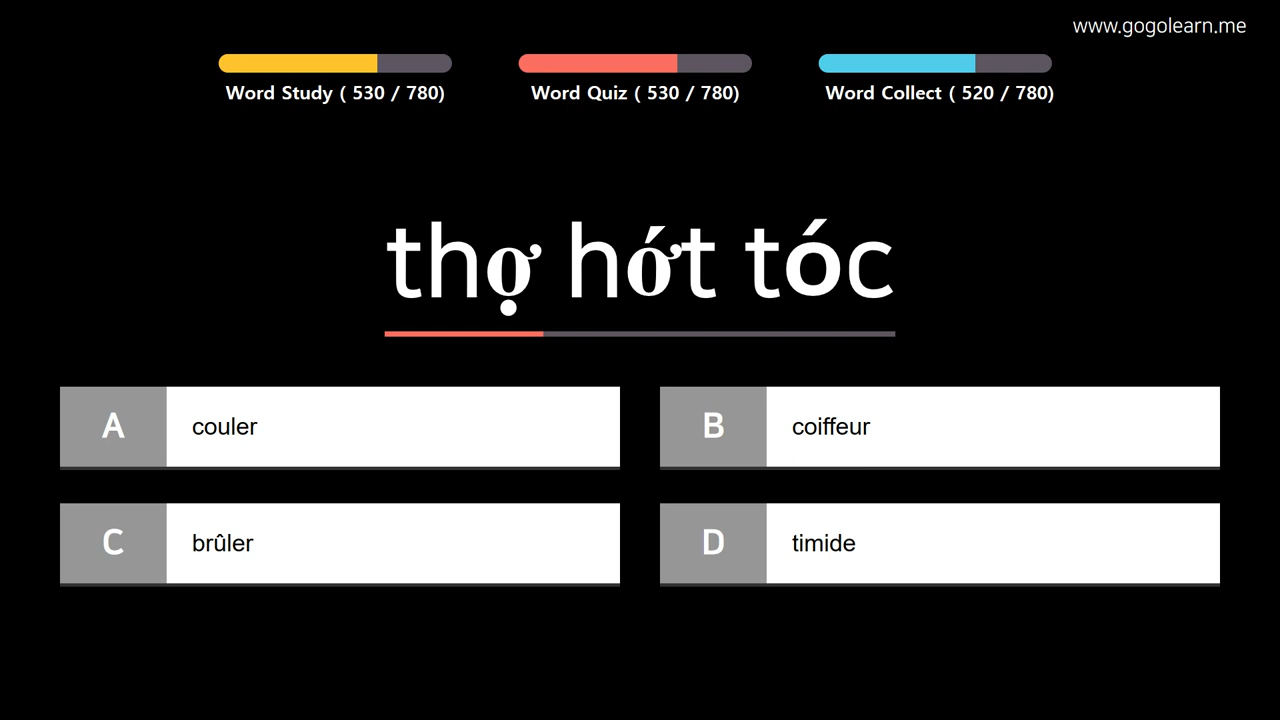 www.gogolearn.me
Word Study ( 530 / 780)
Word Quiz ( 530 / 780)
Word Collect ( 520 / 780)
thợ hớt tóc
A couler
B coiffeur
C brûler
D timide